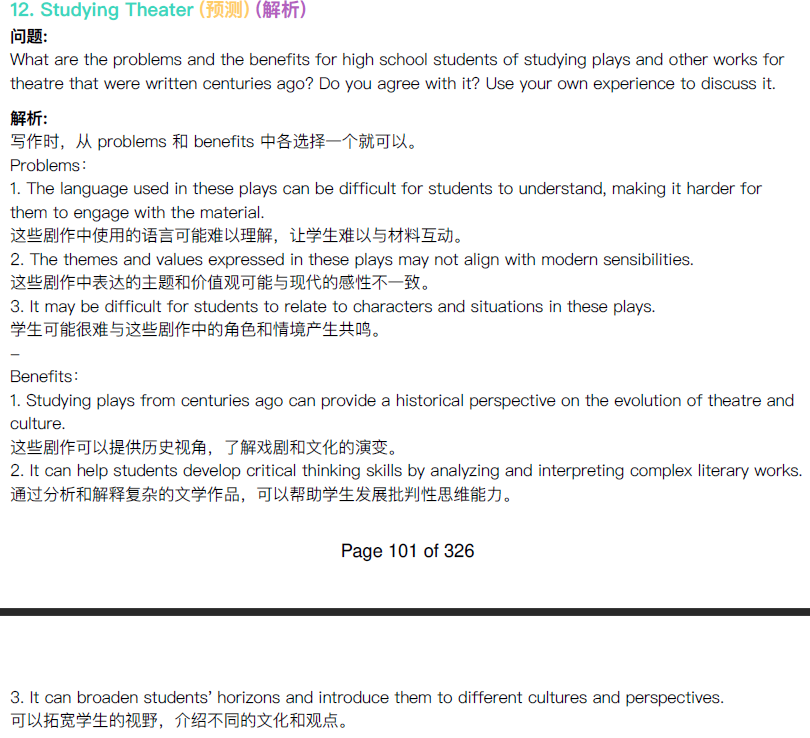 12. Studying Theater (预测) (解析)
问题:
What are the problems and the benefits for high school students of studying plays and other works for
theatre that were written centuries ago? Do you agree with it? Use your own experience to discuss it.
解析:
写作时，从 problems 和 benefits 中各选择一个就可以。
Problems：
1. The language used in these plays can be difficult for students to understand, making it harder for
them to engage with the material.
这些剧作中使用的语言可能难以理解，让学生难以与材料互动。
2. The themes and values expressed in these plays may not align with modern sensibilities.
这些剧作中表达的主题和价值观可能与现代的感性不一致。
3. It may be difficult for students to relate to characters and situations in these plays.
学生可能很难与这些剧作中的角色和情境产生共鸣。
–
Benefits：
1. Studying plays from centuries ago can provide a historical perspective on the evolution of theatre and
culture.
这些剧作可以提供历史视角，了解戏剧和文化的演变。
2. It can help students develop critical thinking skills by analyzing and interpreting complex literary works.
通过分析和解释复杂的文学作品，可以帮助学生发展批判性思维能力。
Page 101 of 326
3. It can broaden students’ horizons and introduce them to different cultures and perspectives.
可以拓宽学生的视野，介绍不同的文化和观点。